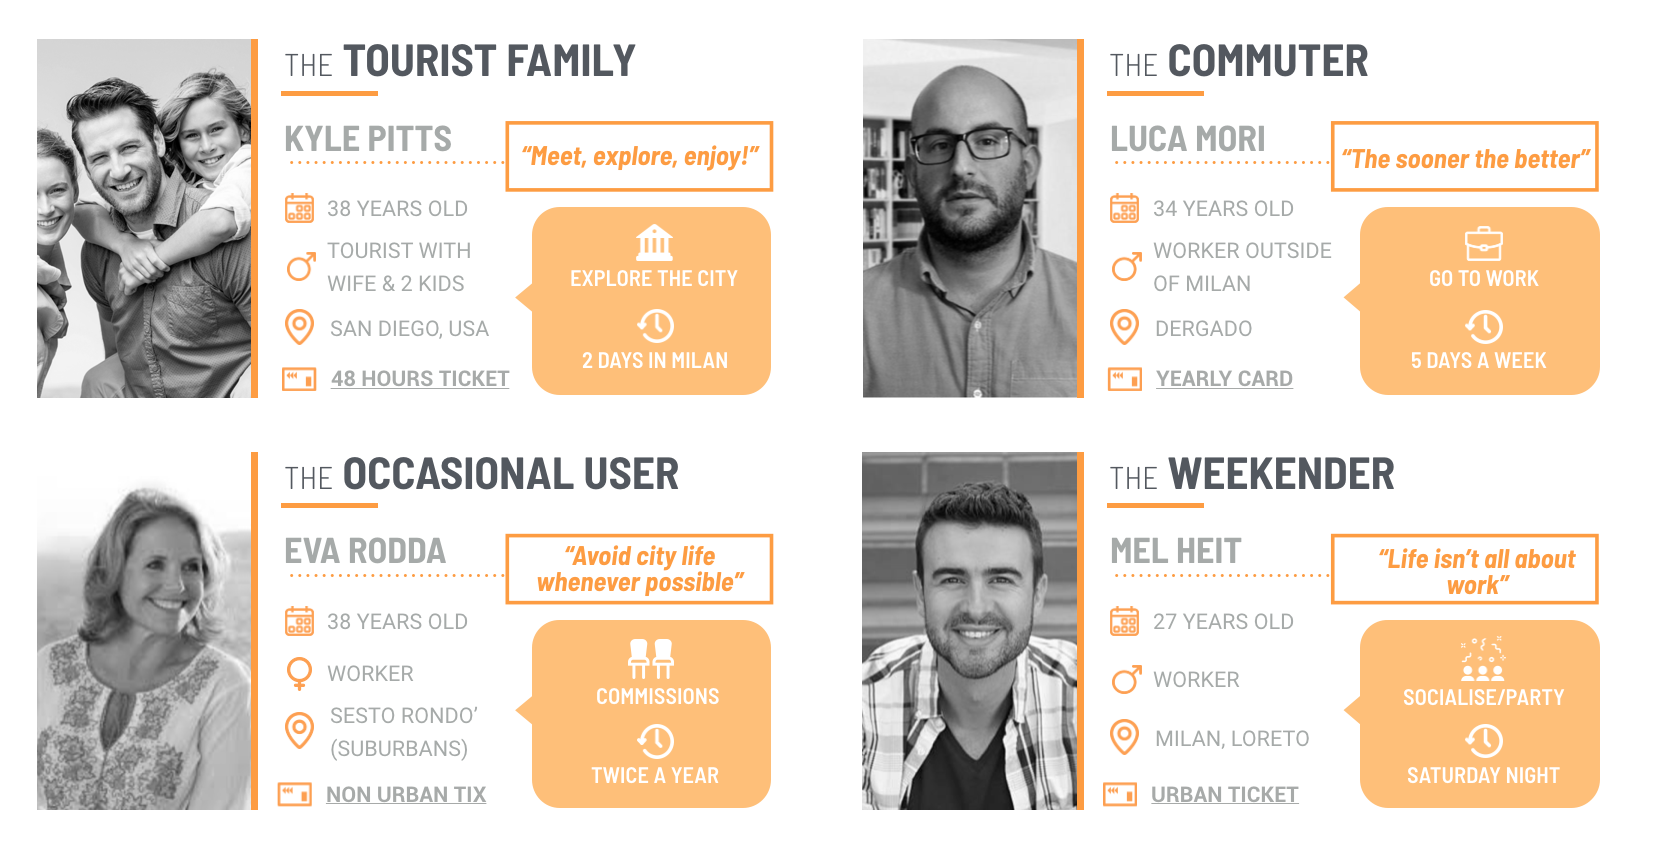 THE TOURIST FAMILY
KYLE PITTS
“Meet, explore, enjoy!”
38 YEARS OLD
TOURIST WITH
WIFE & 2 KIDS
SAN DIEGO, USA
48 HOURS TICKET
EXPLORE THE CITY
2 DAYS IN MILAN
THE COMMUTER
LUCA MORI
“The sooner the better”
34 YEARS OLD
WORKER OUTSIDE
OF MILAN
DERGADO
YEARLY CARD
GO TO WORK
5 DAYS A WEEK
THE OCCASIONAL USER
EVA RODDA
“Avoid city life
whenever possible”
38 YEARS OLD
WORKER
SESTO RONDO’
(SUBURBANS)
NON URBAN TIX
COMMISSIONS
TWICE A YEAR
THE WEEKENDER
MEL HEIT
“Life isn’t all about
work”
27 YEARS OLD
WORKER
MILAN, LORETO
URBAN TICKET
SOCIALISE/PARTY
SATURDAY NIGHT